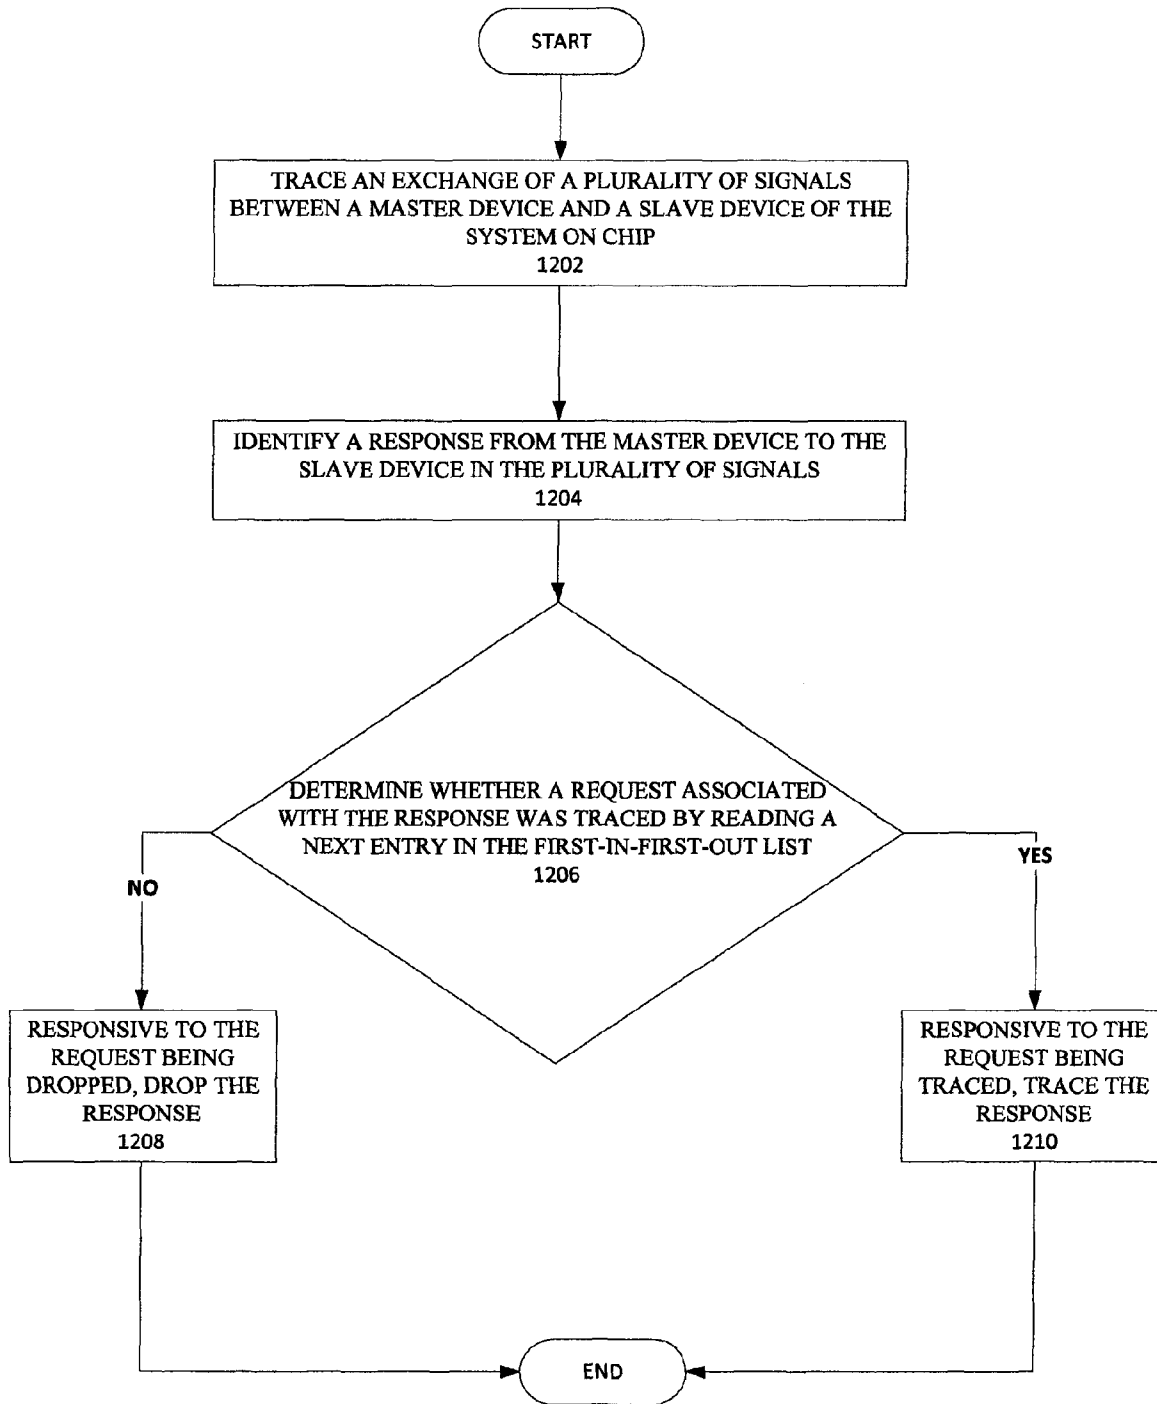 START
TRACE AN EXCHANGE OF A PLURALITY OF SIGNALS
BETWEEN A MASTER DEVICE AND A SLAVE DEVICE OF THE
SYSTEM ON CHIP
1202
IDENTIFY A RESPONSE FROM THE MASTER DEVICE TO THE
SLAVE DEVICE IN THE PLURALITY OF SIGNALS
1204
DETERMINE WHETHER A REQUEST ASSOCIATED
WITH THE RESPONSE WAS TRACED BY READING A
NEXT ENTRY IN THE FIRST-IN-FIRST-OUT LIST
1206
NO
YES
RESPONSIVE TO THE
REQUEST BEING
DROPPED, DROP THE
RESPONSE
1208
RESPONSIVE TO THE
REQUEST BEING
TRACED, TRACE THE
RESPONSE
1210
END